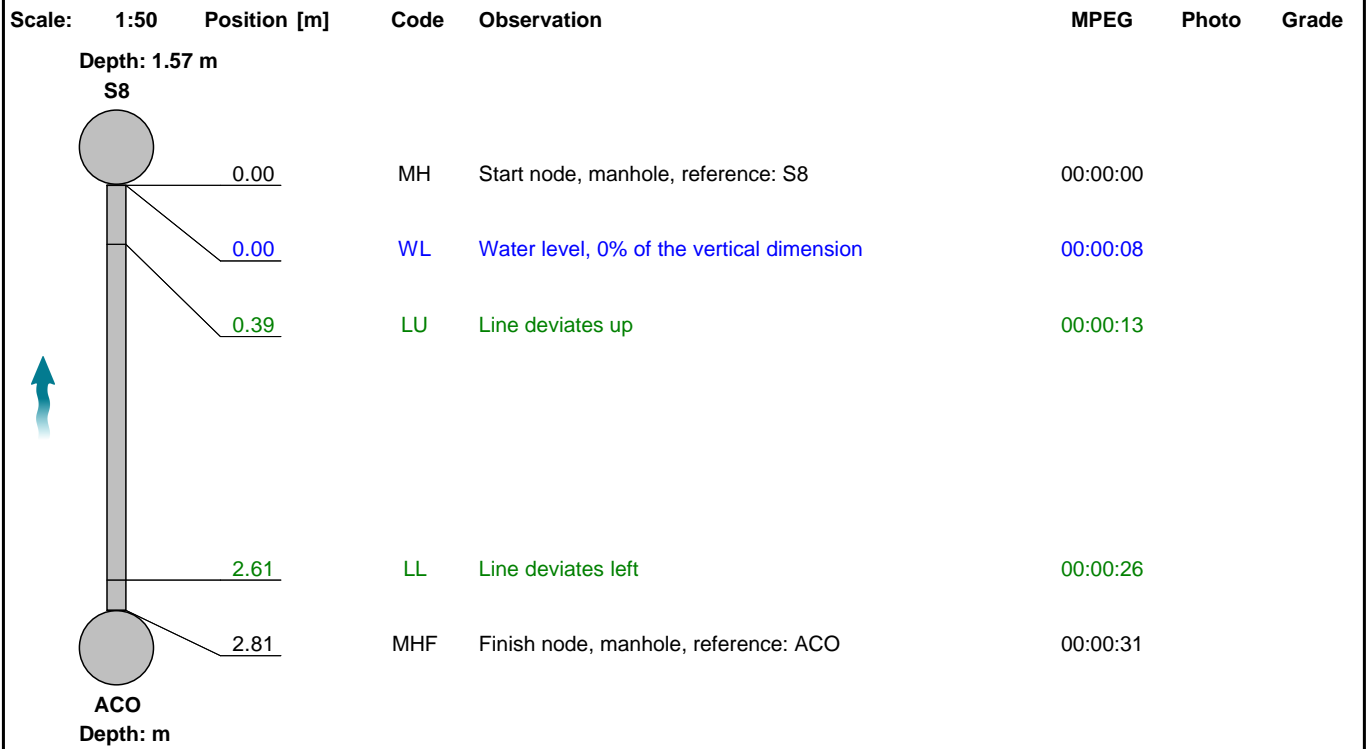 Scale: 1:50 Position [m] Code Observation MPEG Photo Grade
Depth: 1.57 m
S8
0.00 MH Start node, manhole, reference: S8 00:00:00
0.00 WL Water level, 0% of the vertical dimension 00:00:08
0.39 LU Line deviates up 00:00:13
2.61 LL Line deviates left 00:00:26
2.81 MHF Finish node, manhole, reference: ACO 00:00:31
ACO
Depth: m